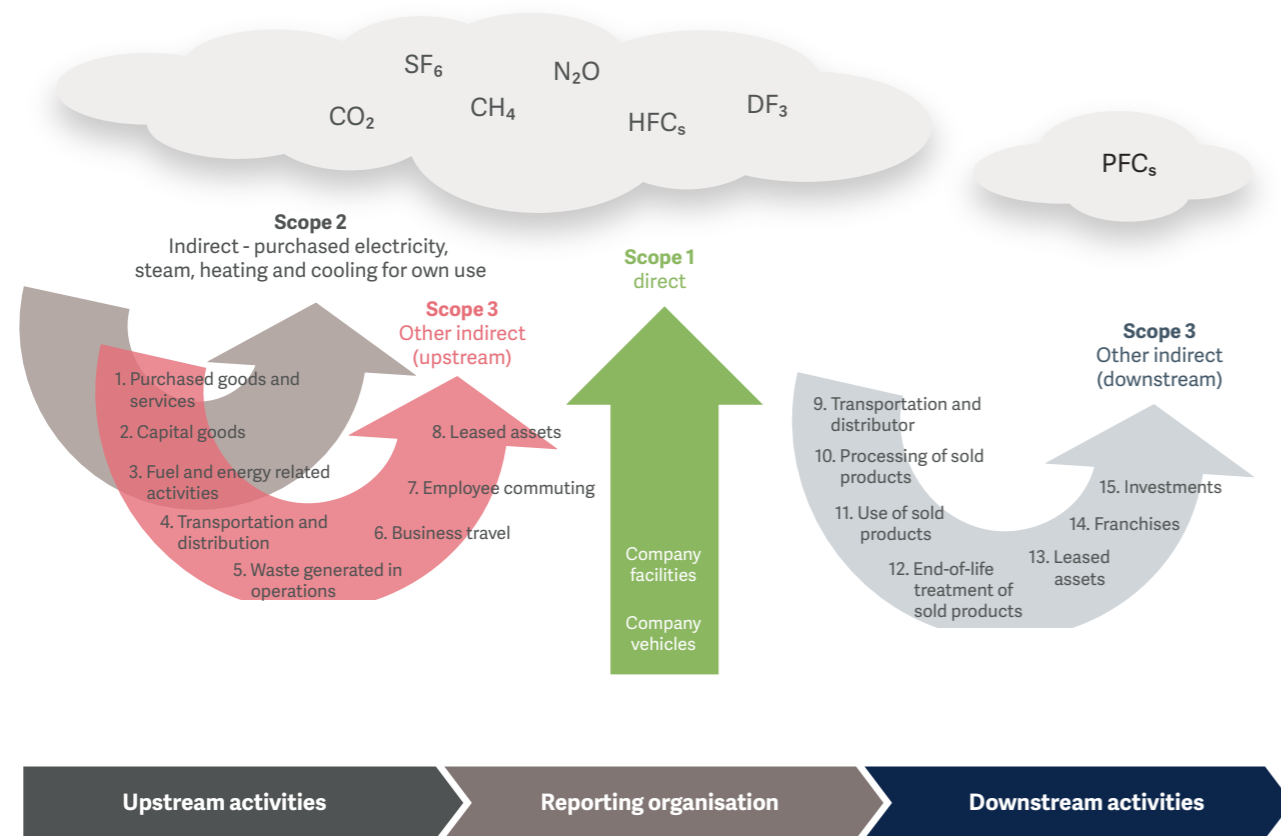 SF₆
N₂O
CO₂
CH₄
HFCₛ
DF₃
PFCₛ
Scope 2
Indirect - purchased electricity,
steam, heating and cooling for own use
Scope 3
Other indirect
(upstream)
1. Purchased goods and
services
2. Capital goods
3. Fuel and energy related
activities
4. Transportation and
distribution
5. Waste generated in
operations
6. Business travel
7. Employee commuting
8. Leased assets
Scope 1
direct
Company
facilities
Company
vehicles
Scope 3
Other indirect
(downstream)
9. Transportation and
distributor
10. Processing of sold
products
11. Use of sold
products
12. End-of-life
treatment of
sold products
13. Leased
assets
14. Franchises
15. Investments
Upstream activities
Reporting organisation
Downstream activities